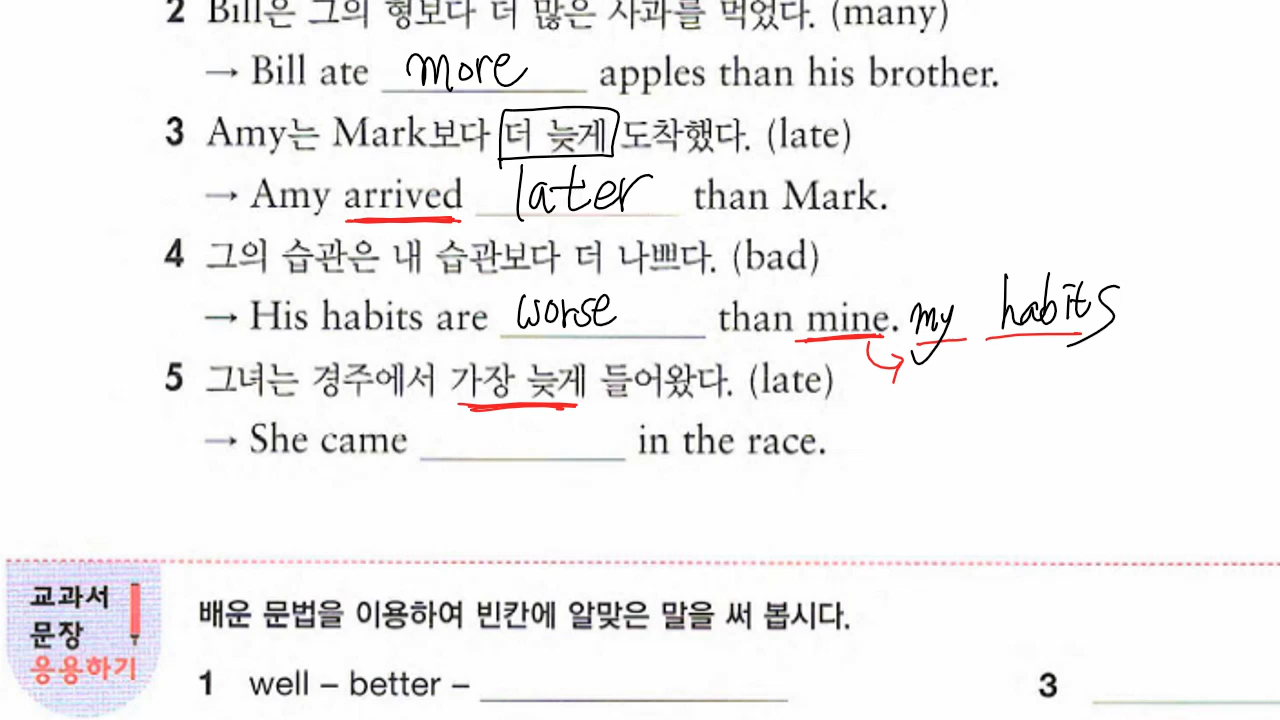 2 Bill은 그의 형보다 더 많은 사과를 먹었다. (many)
→ Bill ate more apples than his brother.
3 Amy는 Mark보다 더 늦게 도착했다. (late)
→ Amy arrived later than Mark.
4 그의 습관은 내 습관보다 더 나쁘다. (bad)
→ His habits are worse than mine. my habits
5 그녀는 경주에서 가장 늦게 들어왔다. (late)
→ She came in the race.
교과서
문장
응용하기
배운 문법을 이용하여 빈칸에 알맞은 말을 써 봅시다.
1 well – better –
3